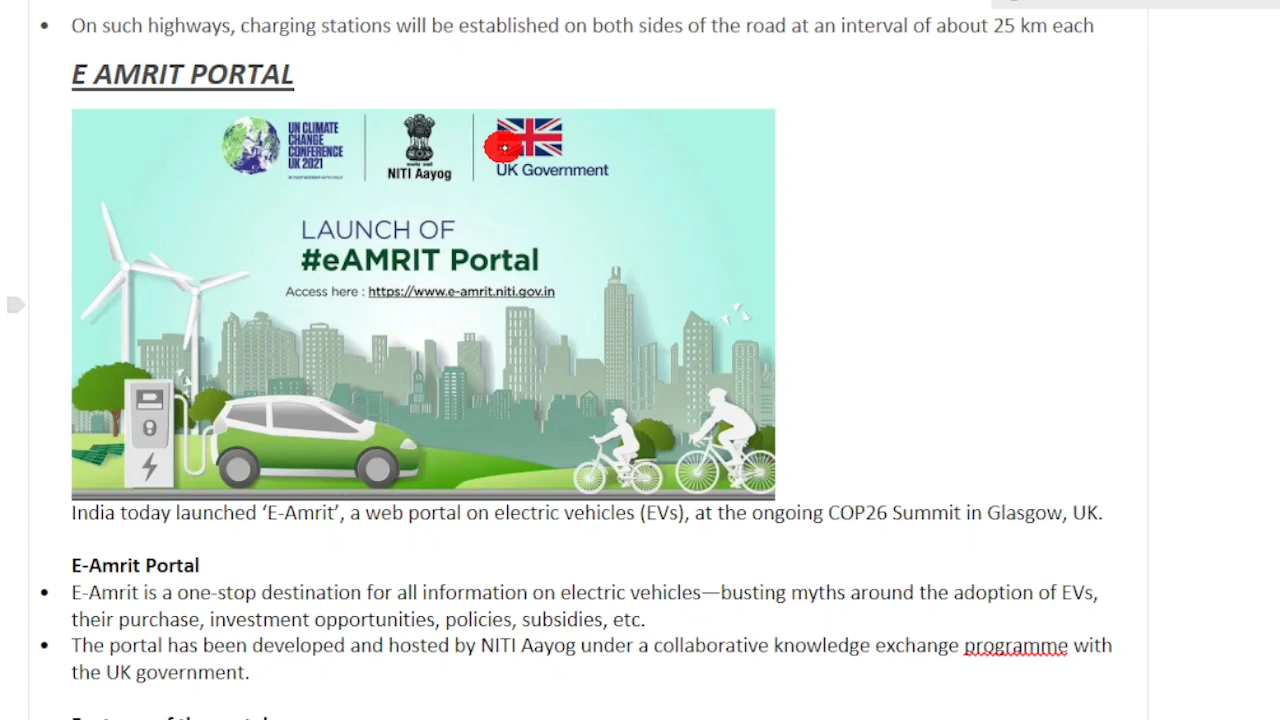 On such highways, charging stations will be established on both sides of the road at an interval of about 25 km each
E AMRIT PORTAL
UN CLIMATE
CHANGE
CONFERENCE
UK 2021
IN PARTNERSHIP WITH ITALY
NITI Aayog
UK Government
LAUNCH OF
#eAMRIT Portal
Access here : https://www.e-amrit.niti.gov.in
India today launched ‘E-Amrit’, a web portal on electric vehicles (EVs), at the ongoing COP26 Summit in Glasgow, UK.
E-Amrit Portal
E-Amrit is a one-stop destination for all information on electric vehicles—busting myths around the adoption of EVs,
their purchase, investment opportunities, policies, subsidies, etc.
The portal has been developed and hosted by NITI Aayog under a collaborative knowledge exchange programme with
the UK government.